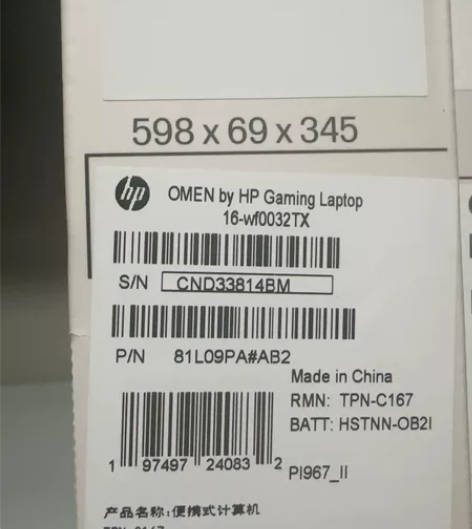 598 x 69 x 345
hp OMEN by HP Gaming Laptop
16-wf0032TX
S/N CND33814BM
P/N 81L09PA#AB2
Made in China
RMN: TPN-C167
BATT: HSTNN-OB2I
1 97497 24083 2
PI967_II
产品名称:便携式计算机